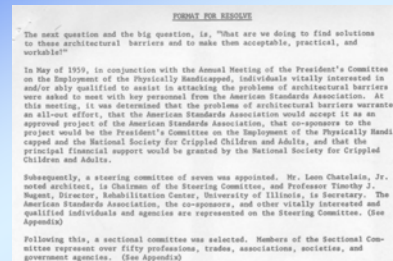 FORMAT FOR RESOLVE
The next question and the big question, is, "What are we doing to find solutions
to these architectural barriers and to make them acceptable, practical, and
workable?"
In May of 1959, in conjunction with the Annual Meeting of the President's Committee
on the Employment of the Physically Handicapped, individuals vitally interested in
and/or ably qualified to assist in attacking the problems of architectural barriers
were asked to meet with key personnel from the American Standards Association. At
this meeting, it was determined that the problems of architectural barriers warrante
an all-out effort, that the American Standards Association would accept it as an
approved project of the American Standards Association, that co-sponsors to the
project would be the President's Committee on the Employment of the Physically Handi
capped and the National Society for Crippled Children and Adults, and that the
principal financial support would be granted by the National Society for Crippled
Children and Adults.
Subsequently, a steering committee of seven was appointed. Mr. Leon Chatelain, Jr.
noted architect, is Chairman of the Steering Committee, and Professor Timothy J.
Nugent, Director, Rehabilitation Center, University of Illinois, is Secretary. The
American Standards Association, the co-sponsors, and other vitally interested and
qualified individuals and agencies are represented on the Steering Committee. (See
Appendix)
Following this, a sectional committee was selected. Members of the Sectional Com-
mittee represent over fifty professions, trades, associations, societies, and
government agencies. (See Appendix)